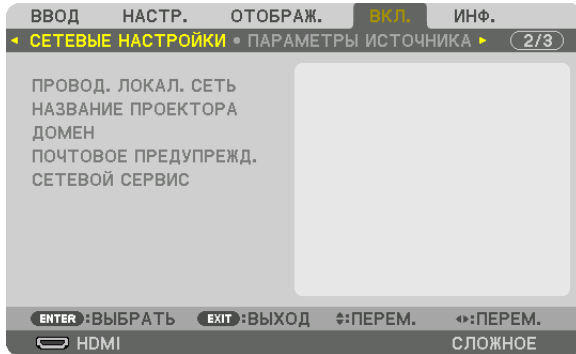 ВВОД НАСТР. ОТОБРАЖ. ВКЛ. ИНФ.
◂ СЕТЕВЫЕ НАСТРОЙКИ • ПАРАМЕТРЫ ИСТОЧНИКА ▸ 2/3
ПРОВОД. ЛОКАЛ. СЕТЬ
НАЗВАНИЕ ПРОЕКТОРА
ДОМЕН
ПОЧТОВОЕ ПРЕДУПРЕЖД.
СЕТЕВОЙ СЕРВИС
ENTER :ВЫБРАТЬ EXIT :ВЫХОД ♦:ПЕРЕМ. ◂▸:ПЕРЕМ.
HDMI СЛОЖНОЕ